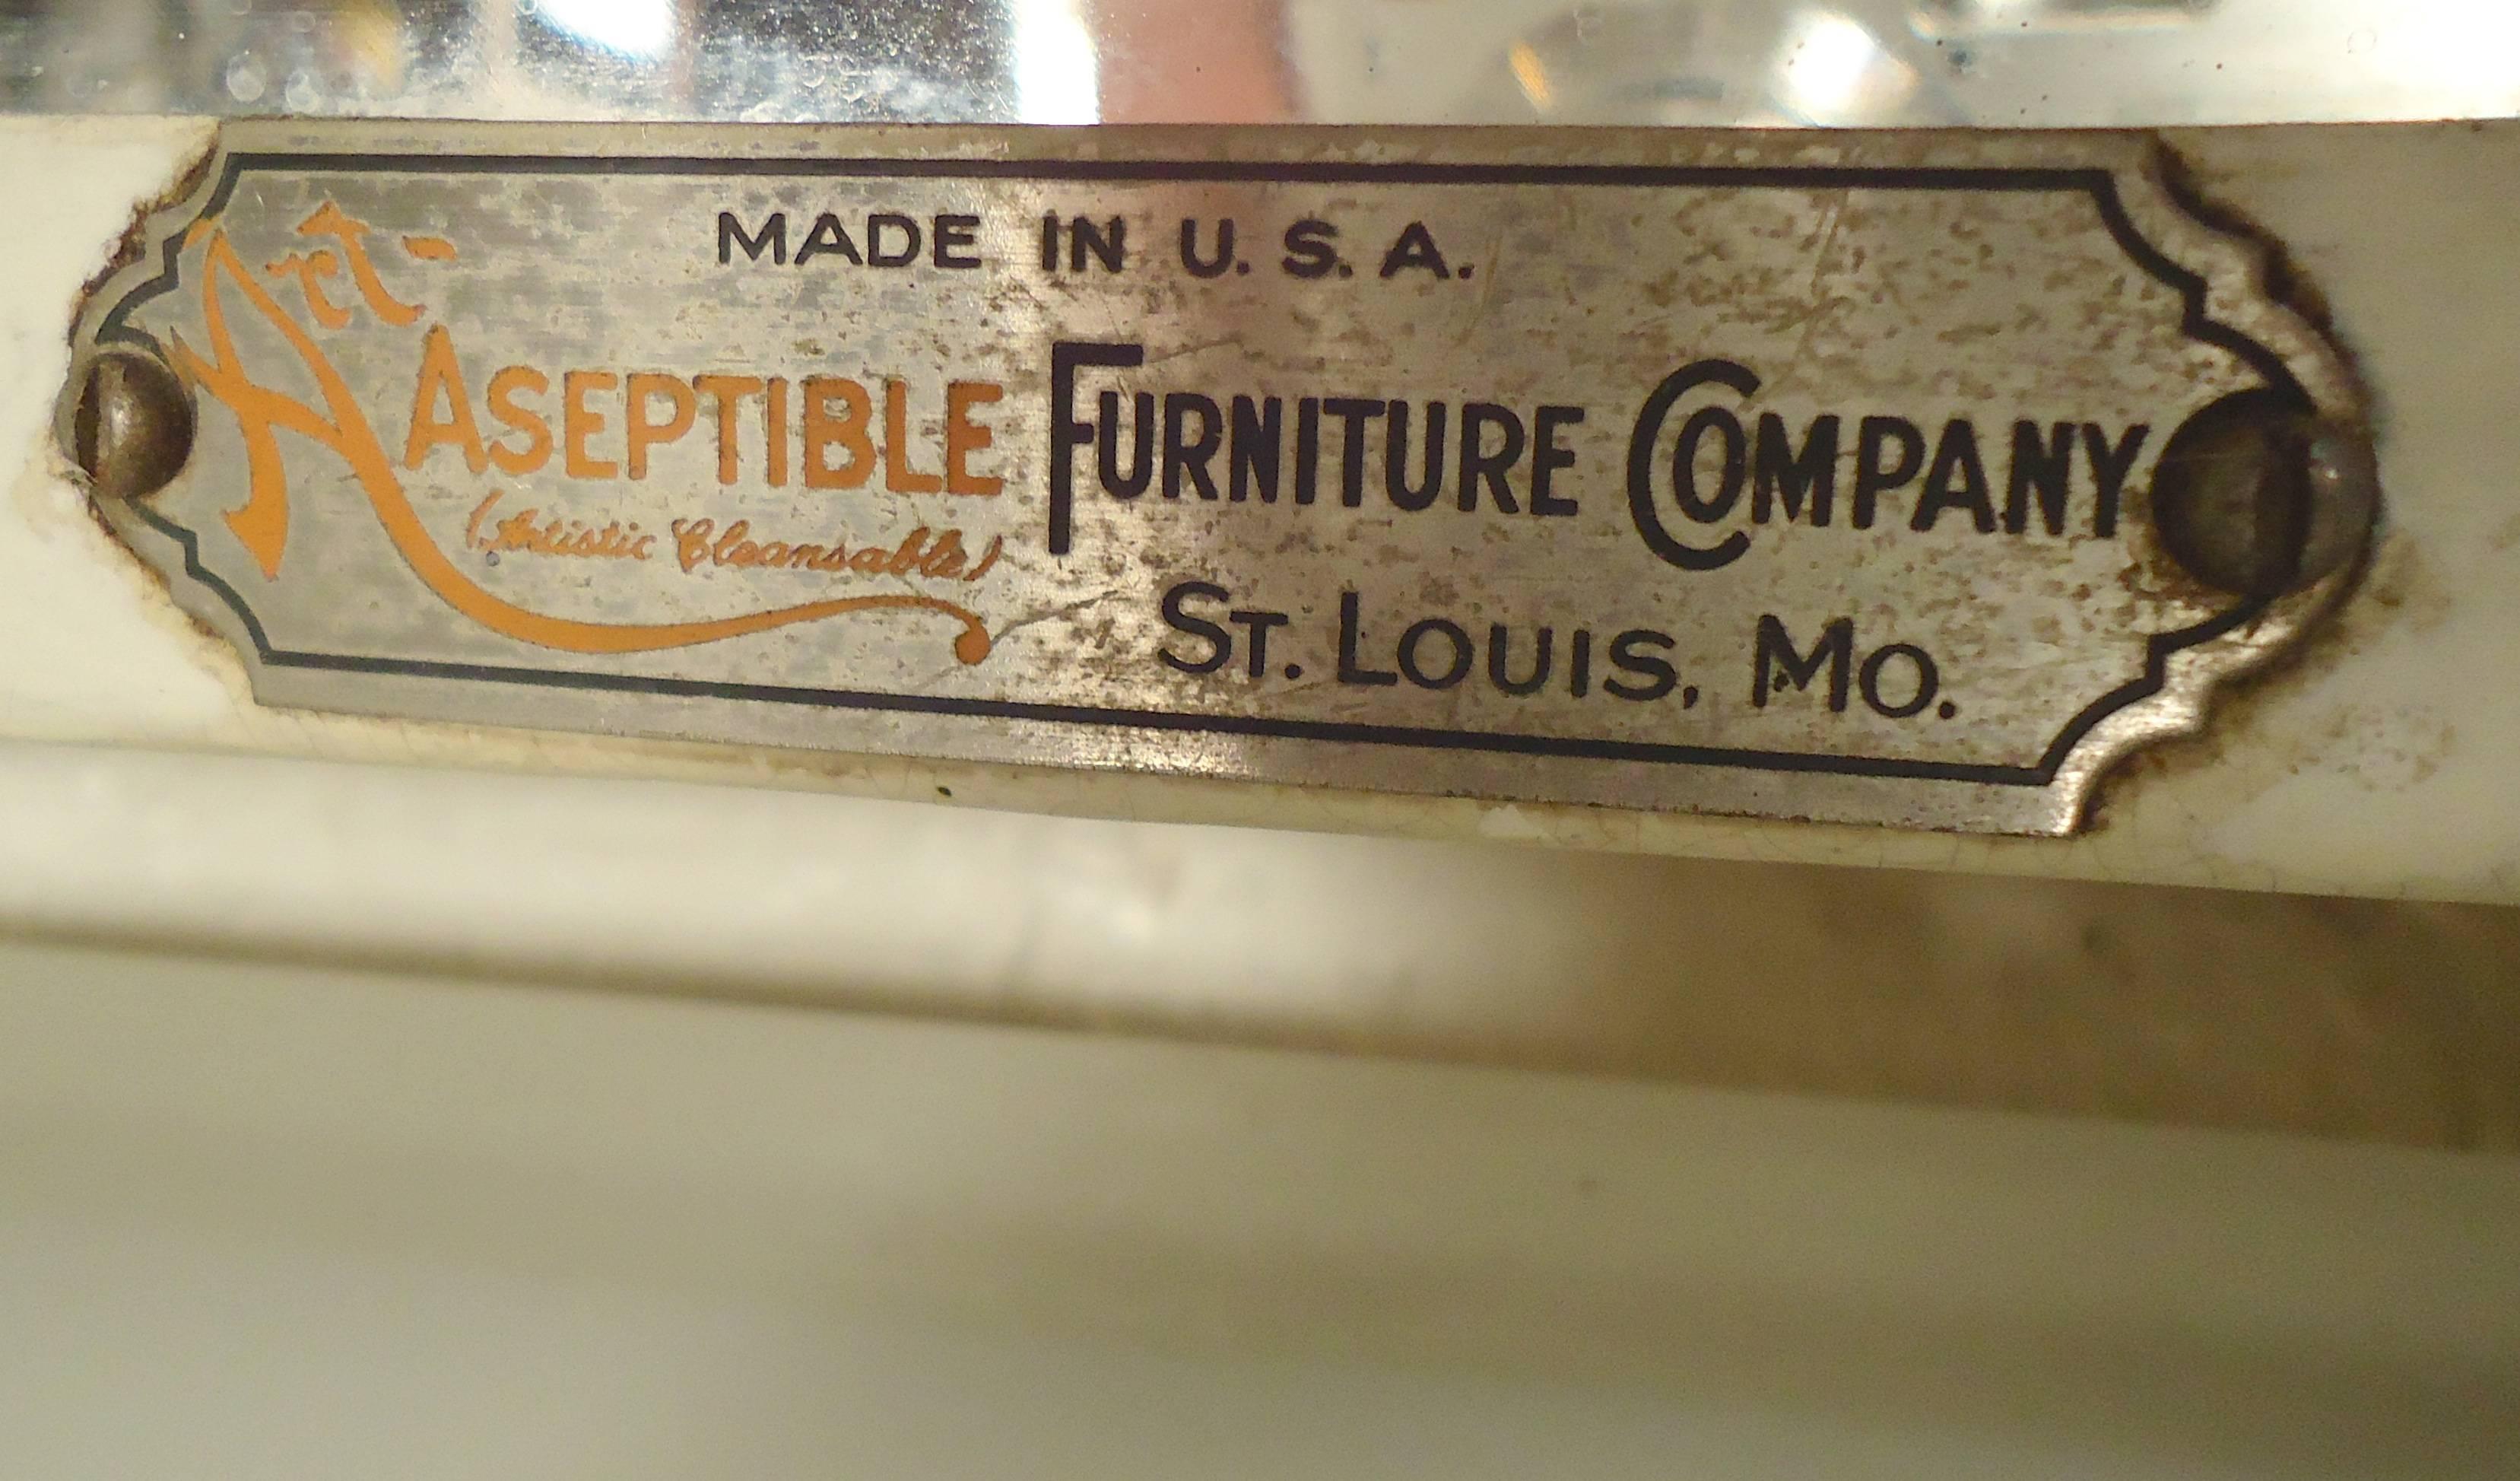 MADE IN U.S.A.
Art-
ASEPTIBLE FURNITURE COMPANY
(Artistic Cleansable)
ST. LOUIS, MO.